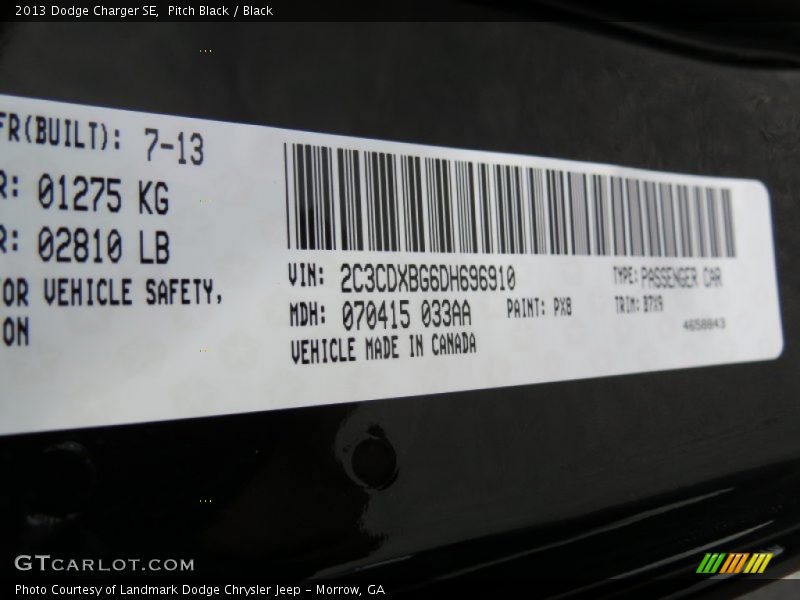 2013 Dodge Charger SE, Pitch Black / Black
FR(BUILT): 7-13
R: 01275 KG
R: 02810 LB
OR VEHICLE SAFETY,
ON
VIN: 2C3CDXBG6DH696910 TYPE: PASSENGER CAR
MDH: 070415 033AA PAINT: PX8 TRIM: B7X9
VEHICLE MADE IN CANADA 4658843
GTCARLOT.COM
Photo Courtesy of Landmark Dodge Chrysler Jeep - Morrow, GA